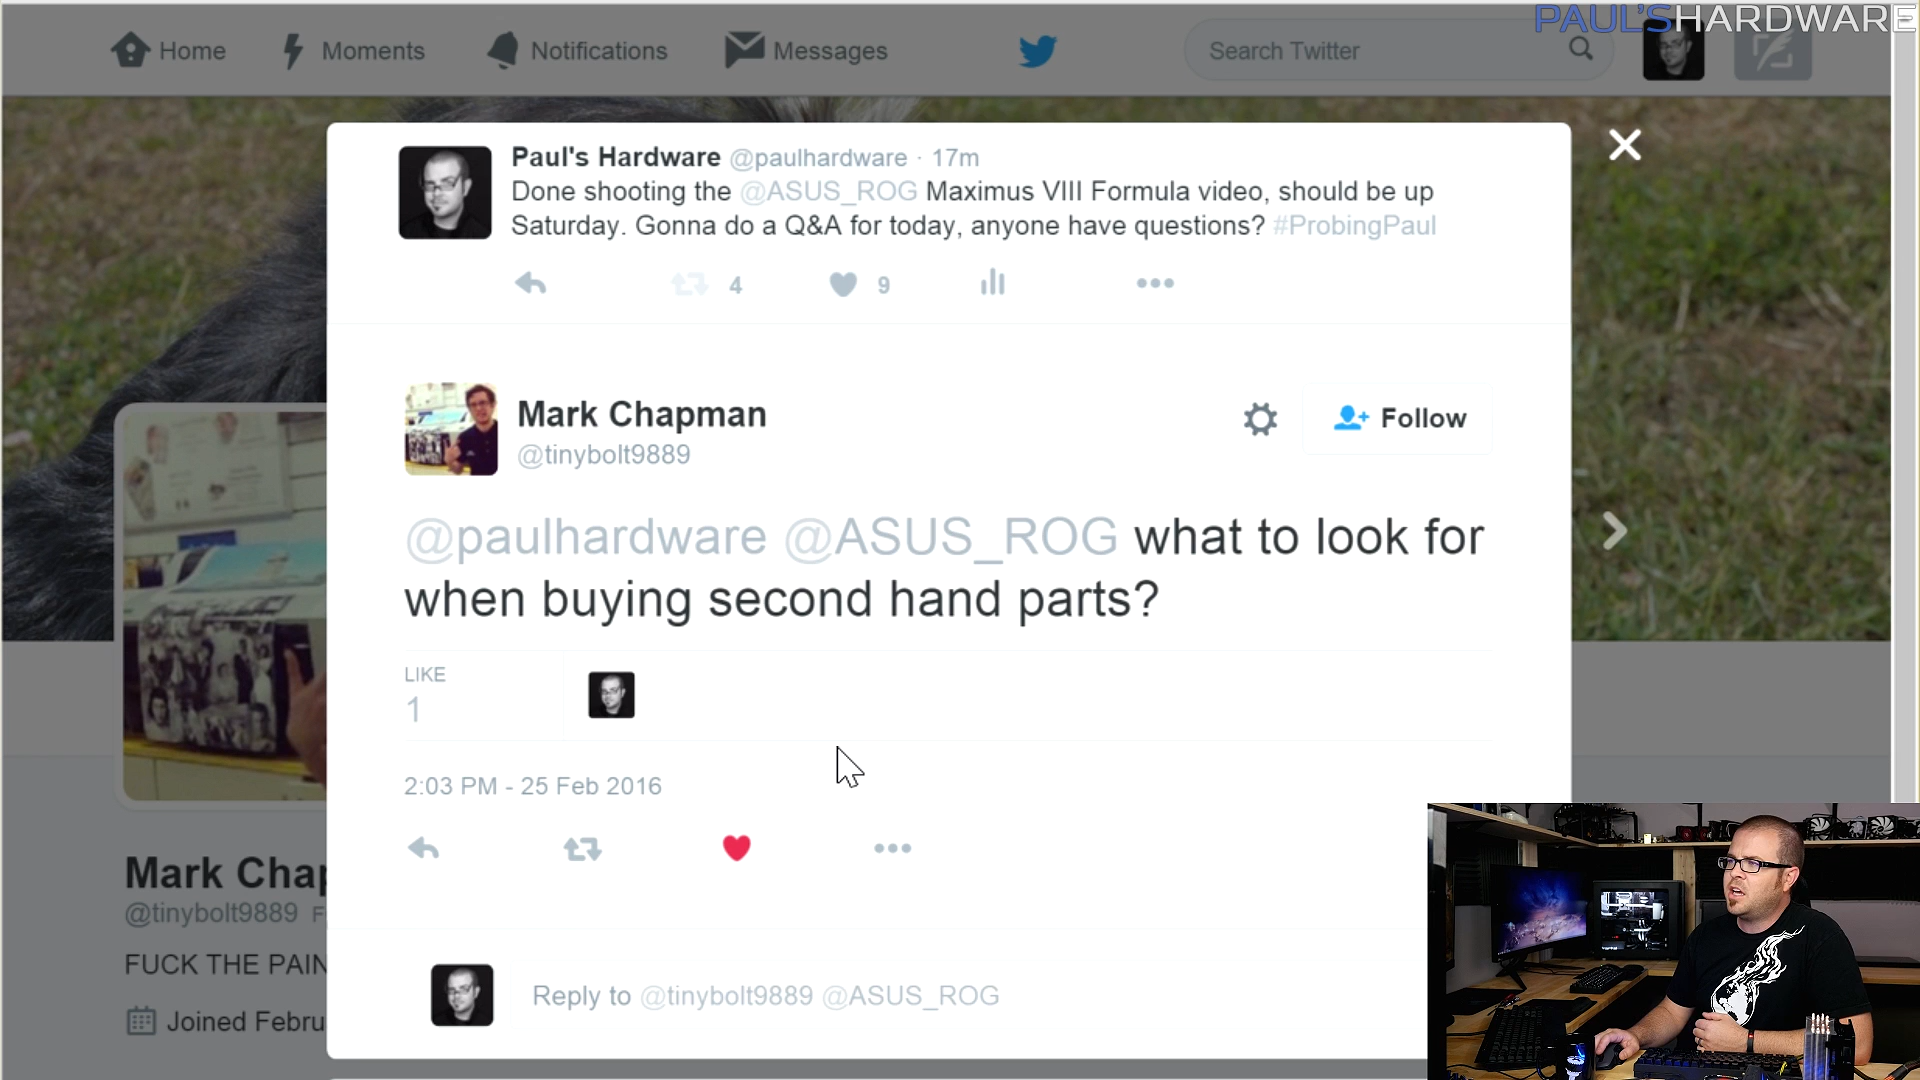 PAUL'SHARDWARE
Home Moments Notifications Messages Search Twitter
Paul's Hardware @paulhardware · 17m
Done shooting the @ASUS_ROG Maximus VIII Formula video, should be up
Saturday. Gonna do a Q&A for today, anyone have questions? #ProbingPaul
4 9
Mark Chapman
@tinybolt9889
Follow
@paulhardware @ASUS_ROG what to look for
when buying second hand parts?
LIKE
1
2:03 PM - 25 Feb 2016
Mark Chap
@tinybolt9889 F
FUCK THE PAIN
Joined Febru
Reply to @tinybolt9889 @ASUS_ROG